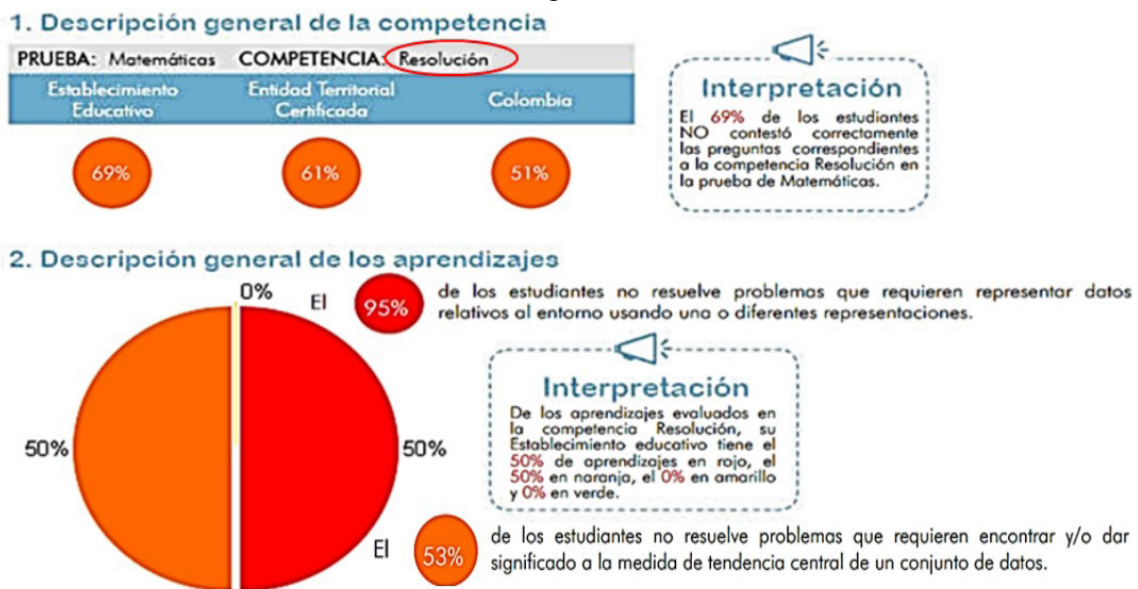 1. Descripción general de la competencia
PRUEBA: Matemáticas COMPETENCIA: Resolución
Establecimiento Educativo
Entidad Territorial Certificada
Colombia
69%
61%
51%
Interpretación
El 69% de los estudiantes
NO contestó correctamente
las preguntas correspondientes
a la competencia Resolución en
la prueba de Matemáticas.
2. Descripción general de los aprendizajes
0%
50%
50%
El 95% de los estudiantes no resuelve problemas que requieren representar datos
relativos al entorno usando una o diferentes representaciones.
Interpretación
De los aprendizajes evaluados en
la competencia Resolución, su
Establecimiento educativo tiene el
50% de aprendizajes en rojo, el
50% en naranja, el 0% en amarillo
y 0% en verde.
El 53% de los estudiantes no resuelve problemas que requieren encontrar y/o dar
significado a la medida de tendencia central de un conjunto de datos.